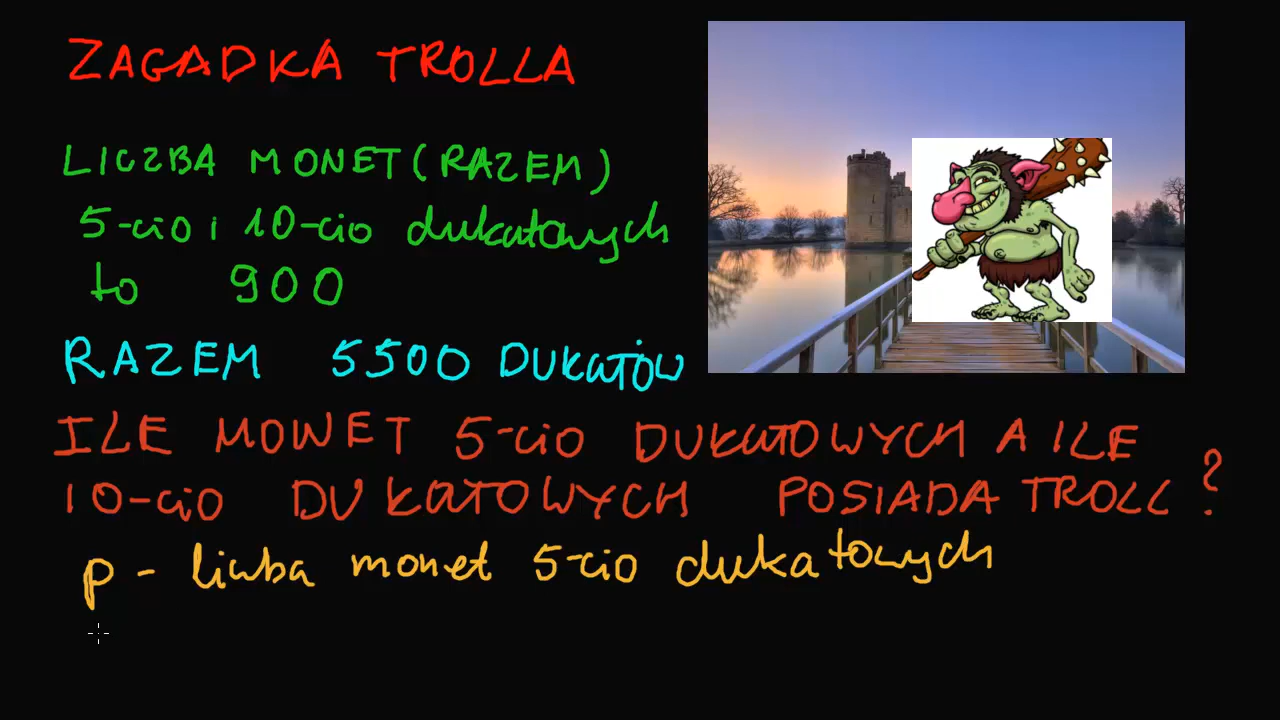 ZAGADKA TROLLA
LICZBA MONET (RAZEM)
5-cio i 10-cio dukatowych
to 900
RAZEM 5500 DUKATÓW
ILE MONET 5-cio DUKATOWYCH A ILE
10-cio DUKATOWYCH POSIADA TROLL?
p - liczba monet 5-cio dukatowych